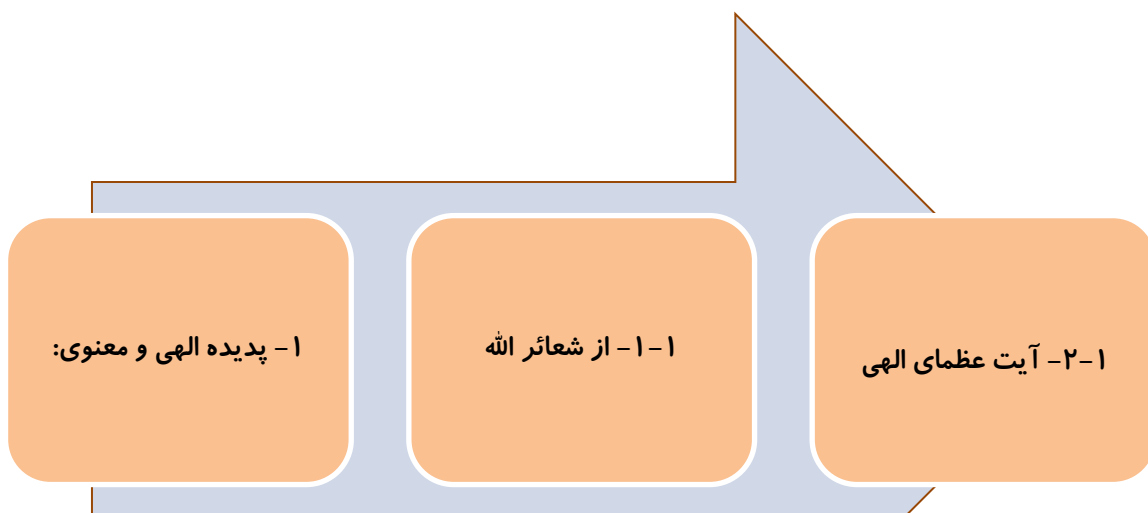 ۱- پدیده الهی و معنوی:
۱-۱- از شعائر الله
۱-۲- آیت عظمای الهی